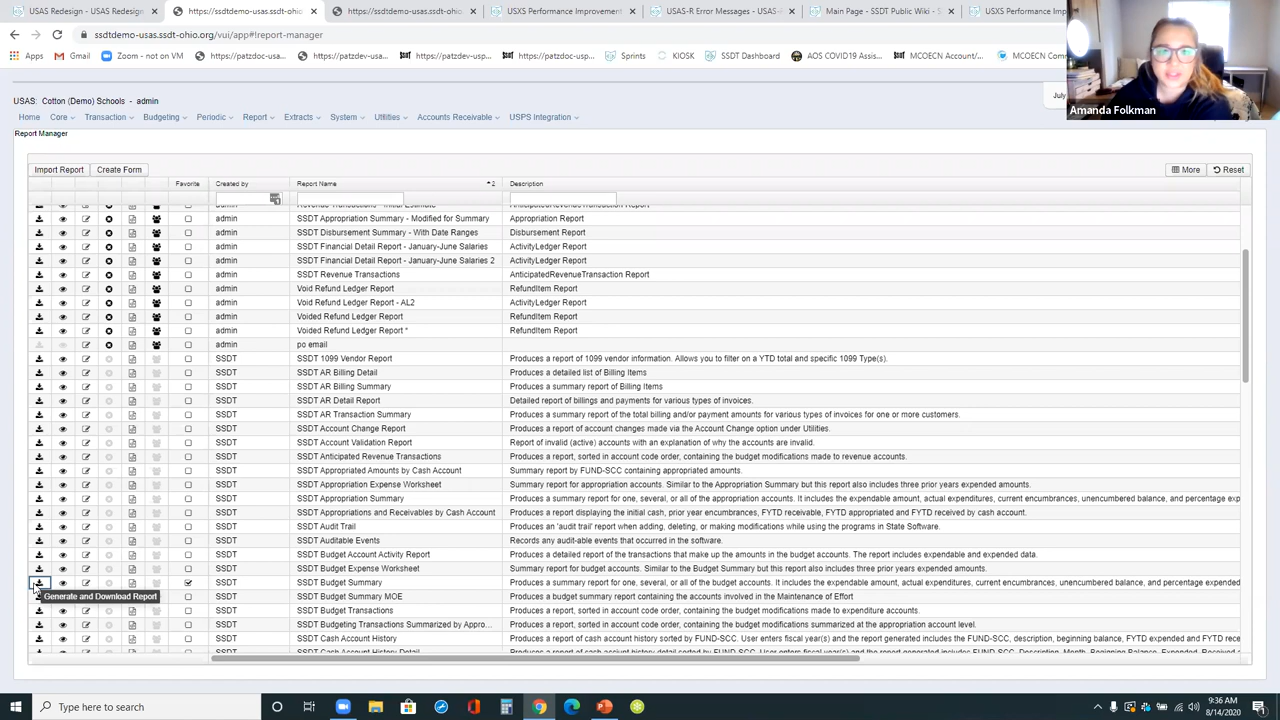 USAS Redesign - USAS Redesign
https://ssdtdemo-usas.ssdt-ohio
https://ssdtdemo-usps.ssdt-ohio
USXS Performance Improvement
USAS-R Error Messages - USAS-
Main Page - SSDT Public Wiki - S
USXS Performance Im
ssdtdemo-usas.ssdt-ohio.org/vui/app#!report-manager
Apps Gmail Zoom - not on VM https://patzdoc-usa... https://patzdev-usa... https://patzdoc-usp... https://patzdev-usp... Sprints KIOSK SSDT Dashboard AOS COVID19 Assis... MCOECN Account/... MCOECN Co
Amanda Folkman
July
USAS: Cotton (Demo) Schools - admin
Home Core Transaction Budgeting Periodic Report Extracts System Utilities Accounts Receivable USPS Integration
Report Manager
Import Report Create Form More Reset
Favorite Created by Report Name 2 Description
admin Revenue Transactions - Initial Estimate AnticipatedRevenueTransaction Report
admin SSDT Appropriation Summary - Modified for Summary Appropriation Report
admin SSDT Disbursement Summary - With Date Ranges Disbursement Report
admin SSDT Financial Detail Report - January-June Salaries ActivityLedger Report
admin SSDT Financial Detail Report - January-June Salaries 2 ActivityLedger Report
admin SSDT Revenue Transactions AnticipatedRevenueTransaction Report
admin Void Refund Ledger Report RefundItem Report
admin Void Refund Ledger Report - AL2 ActivityLedger Report
admin Voided Refund Ledger Report RefundItem Report
admin Voided Refund Ledger Report * RefundItem Report
admin po email
SSDT SSDT 1099 Vendor Report Produces a report of 1099 vendor information. Allows you to filter on a YTD total and specific 1099 Type(s).
SSDT SSDT AR Billing Detail Produces a detailed list of Billing Items
SSDT SSDT AR Billing Summary Produces a summary report of Billing Items
SSDT SSDT AR Detail Report Detailed report of billings and payments for various types of invoices.
SSDT SSDT AR Transaction Summary Produces a summary report of the total billing and/or payment amounts for various types of invoices for one or more customers.
SSDT SSDT Account Change Report Produces a report of account changes made via the Account Change option under Utilities.
SSDT SSDT Account Validation Report Report of invalid (active) accounts with an explanation of why the accounts are invalid.
SSDT SSDT Anticipated Revenue Transactions Produces a report, sorted in account code order, containing the budget modifications made to revenue accounts.
SSDT SSDT Appropriated Amounts by Cash Account Summary report by FUND-SCC containing appropriated amounts.
SSDT SSDT Appropriation Expense Worksheet Summary report for appropriation accounts. Similar to the Appropriation Summary but this report also includes three prior years expended amounts.
SSDT SSDT Appropriation Summary Produces a summary report for one, several, or all of the appropriation accounts. It includes the expendable amount, actual expenditures, current encumbrances, unencumbered balance, and percentage
SSDT SSDT Appropriations and Receivables by Cash Account Produces a report displaying the initial cash, prior year encumbrances, FYTD receivable, FYTD appropriated and FYTD received by cash account.
SSDT SSDT Audit Trail Produces an 'audit trail' report when adding, deleting, or making modifications while using the programs in State Software.
SSDT SSDT Auditable Events Records any audit-able events that occurred in the software.
SSDT SSDT Budget Account Activity Report Produces a detailed report of the transactions that make up the amounts in the budget accounts. The report includes expendable and expended data.
SSDT SSDT Budget Expense Worksheet Summary report for budget accounts. Similar to the Budget Summary but this report also includes three prior years expended amounts.
SSDT SSDT Budget Summary Produces a summary report for one, several, or all of the budget accounts. It includes the expendable amount, actual expenditures, current encumbrances, unencumbered balance, and percentage expended
Generate and Download Report SSDT SSDT Budget Summary MOE Produces a budget summary report containing the accounts involved in the Maintenance of Effort
SSDT SSDT Budget Transactions Produces a report, sorted in account code order, containing the budget modifications made to expenditure accounts.
SSDT SSDT Budgeting Transactions Summarized by Appro... Produces a report, sorted in account code order, containing the budget modifications summarized at the appropriation account level.
SSDT SSDT Cash Account History Produces a report of cash account history sorted by FUND-SCC. User enters fiscal year(s) and the report generated includes the FUND-SCC, description, beginning balance, FYTD expended and FYTD re
Type here to search
9:36 AM
8/14/2020
1